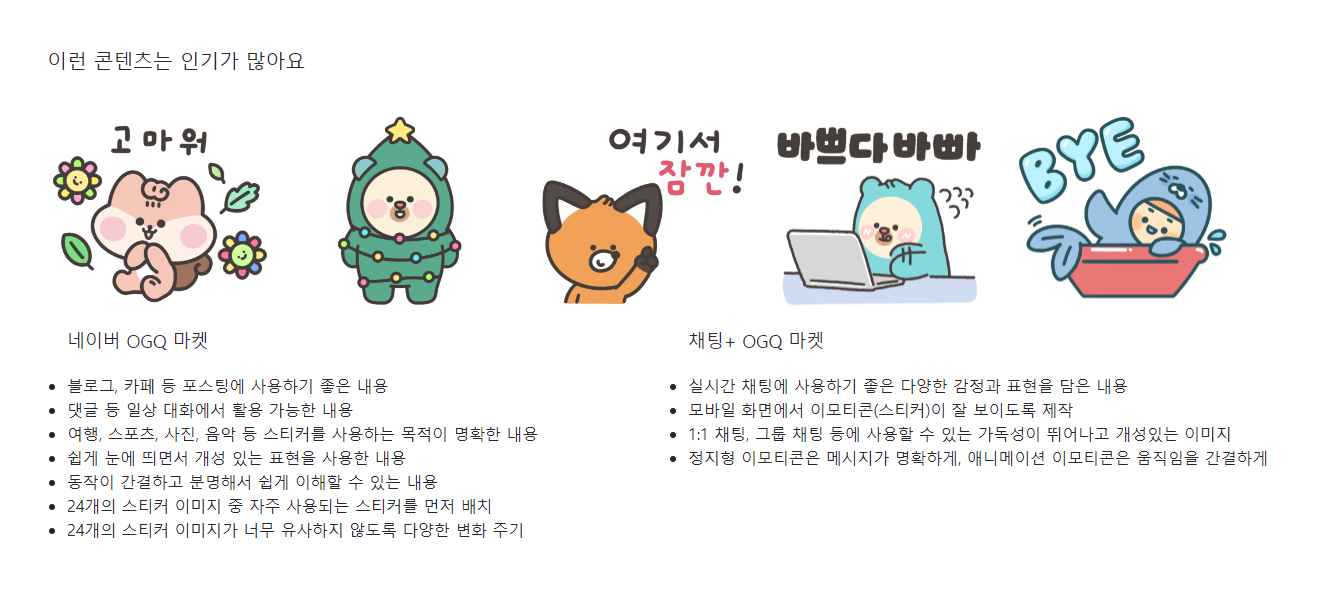 이런 콘텐츠는 인기가 많아요
고마워
여기서
잠깐!
바쁘다바빠
BYE
네이버 OGQ 마켓
• 블로그, 카페 등 포스팅에 사용하기 좋은 내용
• 댓글 등 일상 대화에서 활용 가능한 내용
• 여행, 스포츠, 사진, 음악 등 스티커를 사용하는 목적이 명확한 내용
• 쉽게 눈에 띄면서 개성 있는 표현을 사용한 내용
• 동작이 간결하고 분명해서 쉽게 이해할 수 있는 내용
• 24개의 스티커 이미지 중 자주 사용되는 스티커를 먼저 배치
• 24개의 스티커 이미지가 너무 유사하지 않도록 다양한 변화 주기
채팅+ OGQ 마켓
• 실시간 채팅에 사용하기 좋은 다양한 감정과 표현을 담은 내용
• 모바일 화면에서 이모티콘(스티커)이 잘 보이도록 제작
• 1:1 채팅, 그룹 채팅 등에 사용할 수 있는 가독성이 뛰어나고 개성있는 이미지
• 정지형 이모티콘은 메시지가 명확하게, 애니메이션 이모티콘은 움직임을 간결하게